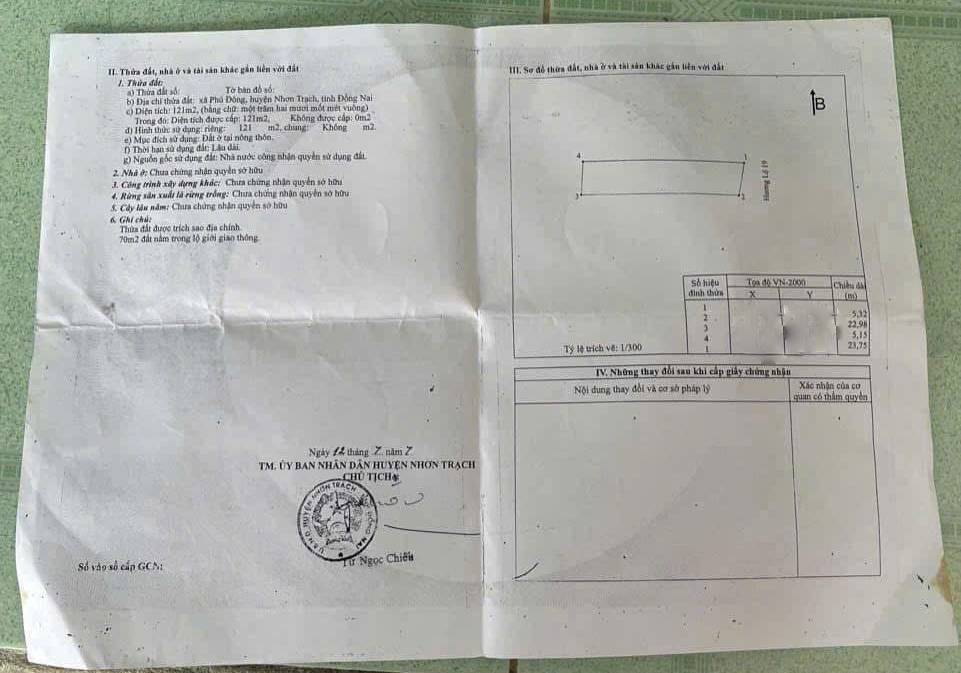 II. Thửa đất, nhà ở và tài sản khác gắn liền với đất
1. Thửa đất:
a) Thửa đất số: Tờ bản đồ số:
b) Địa chỉ thửa đất: xã Phú Đông, huyện Nhơn Trạch, tỉnh Đồng Nai
c) Diện tích: 121m2, (bằng chữ: một trăm hai mươi mốt mét vuông)
Trong đó: Diện tích được cấp: 121m2, Không được cấp: 0m2
d) Hình thức sử dụng: riêng: 121 m2, chung: Không m2.
e) Mục đích sử dụng: Đất ở tại nông thôn.
f) Thời hạn sử dụng đất: Lâu dài.
g) Nguồn gốc sử dụng đất: Nhà nước công nhận quyền sử dụng đất.
2. Nhà ở: Chưa chứng nhận quyền sở hữu
3. Công trình xây dựng khác: Chưa chứng nhận quyền sở hữu
4. Rừng sản xuất là rừng trồng: Chưa chứng nhận quyền sở hữu
5. Cây lâu năm: Chưa chứng nhận quyền sở hữu
6. Ghi chú:
Thửa đất được trích sao địa chính.
70m2 đất nằm trong lộ giới giao thông.
Ngày 12 tháng 7 năm
TM. ỦY BAN NHÂN DÂN HUYỆN NHƠN TRẠCH
CHỦ TỊCH
U.B.N.D. HUYỆN NHƠN TRẠCH
ĐỒNG NAI
Từ Ngọc Chiếu
Số vào sổ cấp GCN:
III. Sơ đồ thửa đất, nhà ở và tài sản khác gắn liền với đất
B
4
1
3
2
Hương Lộ 19
Số hiệu đỉnh thửa Tọa độ VN-2000 Chiều dài (m)
X Y
1
5,32
2
22,98
3
5,15
4
23,75
1
Tỷ lệ trích vẽ: 1/300
IV. Những thay đổi sau khi cấp giấy chứng nhận
Nội dung thay đổi và cơ sở pháp lý
Xác nhận của cơ
quan có thẩm quyền